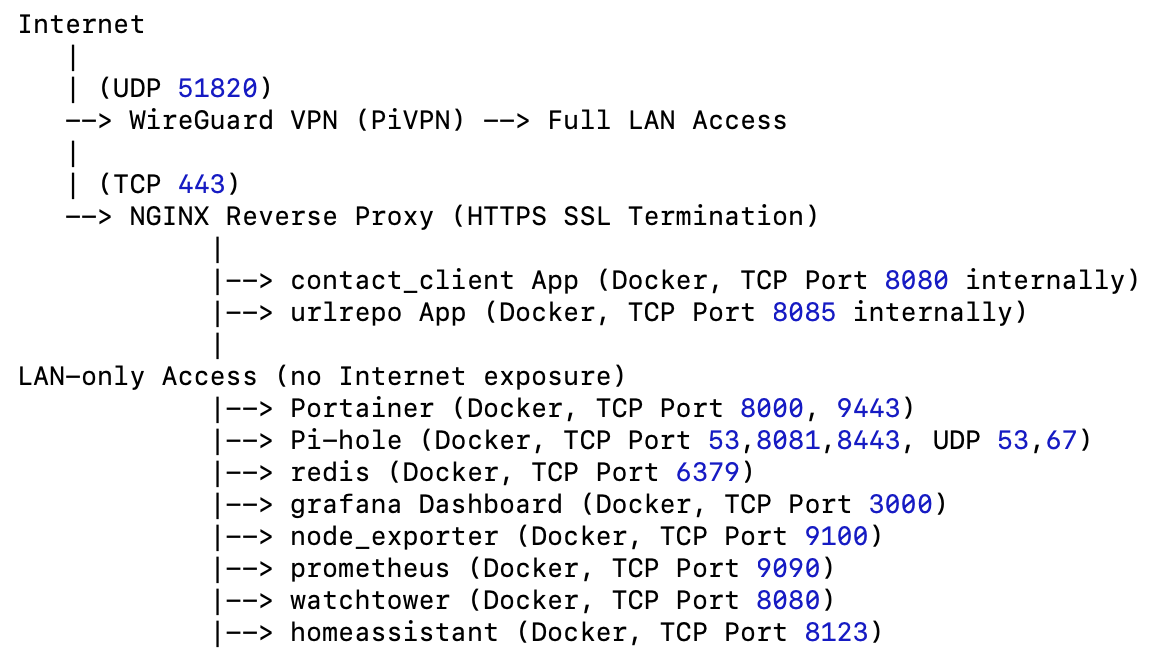 Internet
|
| (UDP 51820)
--> WireGuard VPN (PiVPN) --> Full LAN Access
|
| (TCP 443)
--> NGINX Reverse Proxy (HTTPS SSL Termination)
|
|--> contact_client App (Docker, TCP Port 8080 internally)
|--> urlrepo App (Docker, TCP Port 8085 internally)
|
LAN-only Access (no Internet exposure)
|--> Portainer (Docker, TCP Port 8000, 9443)
|--> Pi-hole (Docker, TCP Port 53,8081,8443, UDP 53,67)
|--> redis (Docker, TCP Port 6379)
|--> grafana Dashboard (Docker, TCP Port 3000)
|--> node_exporter (Docker, TCP Port 9100)
|--> prometheus (Docker, TCP Port 9090)
|--> watchtower (Docker, TCP Port 8080)
|--> homeassistant (Docker, TCP Port 8123)